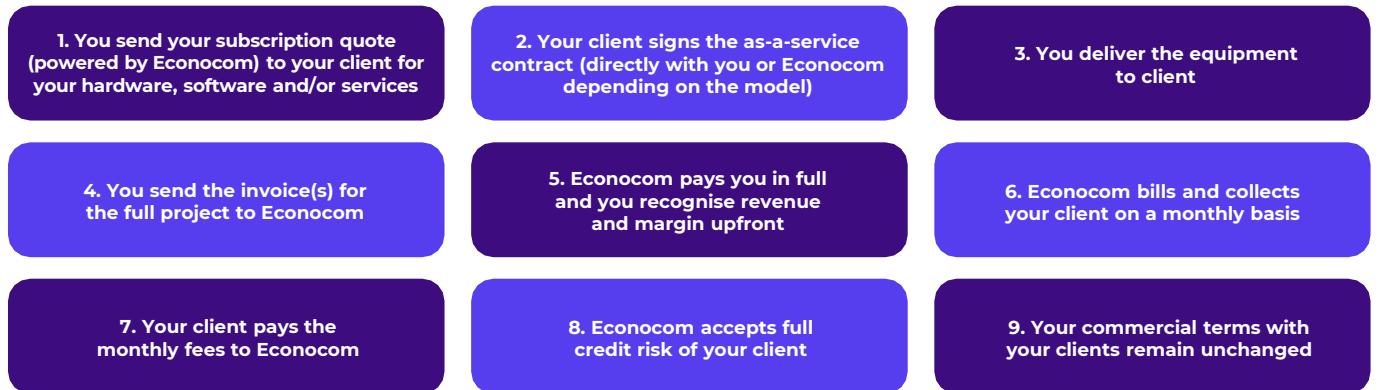 1. You send your subscription quote
(powered by Econocom) to your client for
your hardware, software and/or services
2. Your client signs the as-a-service
contract (directly with you or Econocom
depending on the model)
3. You deliver the equipment
to client
4. You send the invoice(s) for
the full project to Econocom
5. Econocom pays you in full
and you recognise revenue
and margin upfront
6. Econocom bills and collects
your client on a monthly basis
7. Your client pays the
monthly fees to Econocom
8. Econocom accepts full
credit risk of your client
9. Your commercial terms with
your clients remain unchanged